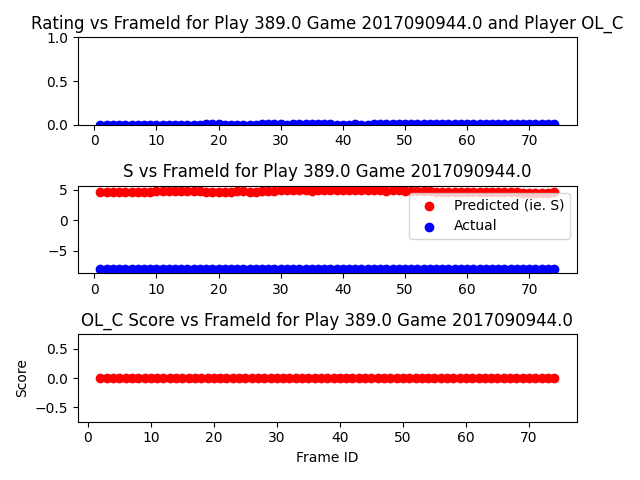 Rating vs FrameId for Play 389.0 Game 2017090944.0 and Player OL_C
1.0
0.5
0.0
0 10 20 30 40 50 60 70
S vs FrameId for Play 389.0 Game 2017090944.0
5
0
−5
Predicted (ie. S)
Actual
0 10 20 30 40 50 60 70
OL_C Score vs FrameId for Play 389.0 Game 2017090944.0
Score
0.5
0.0
−0.5
0 10 20 30 40 50 60 70
Frame ID